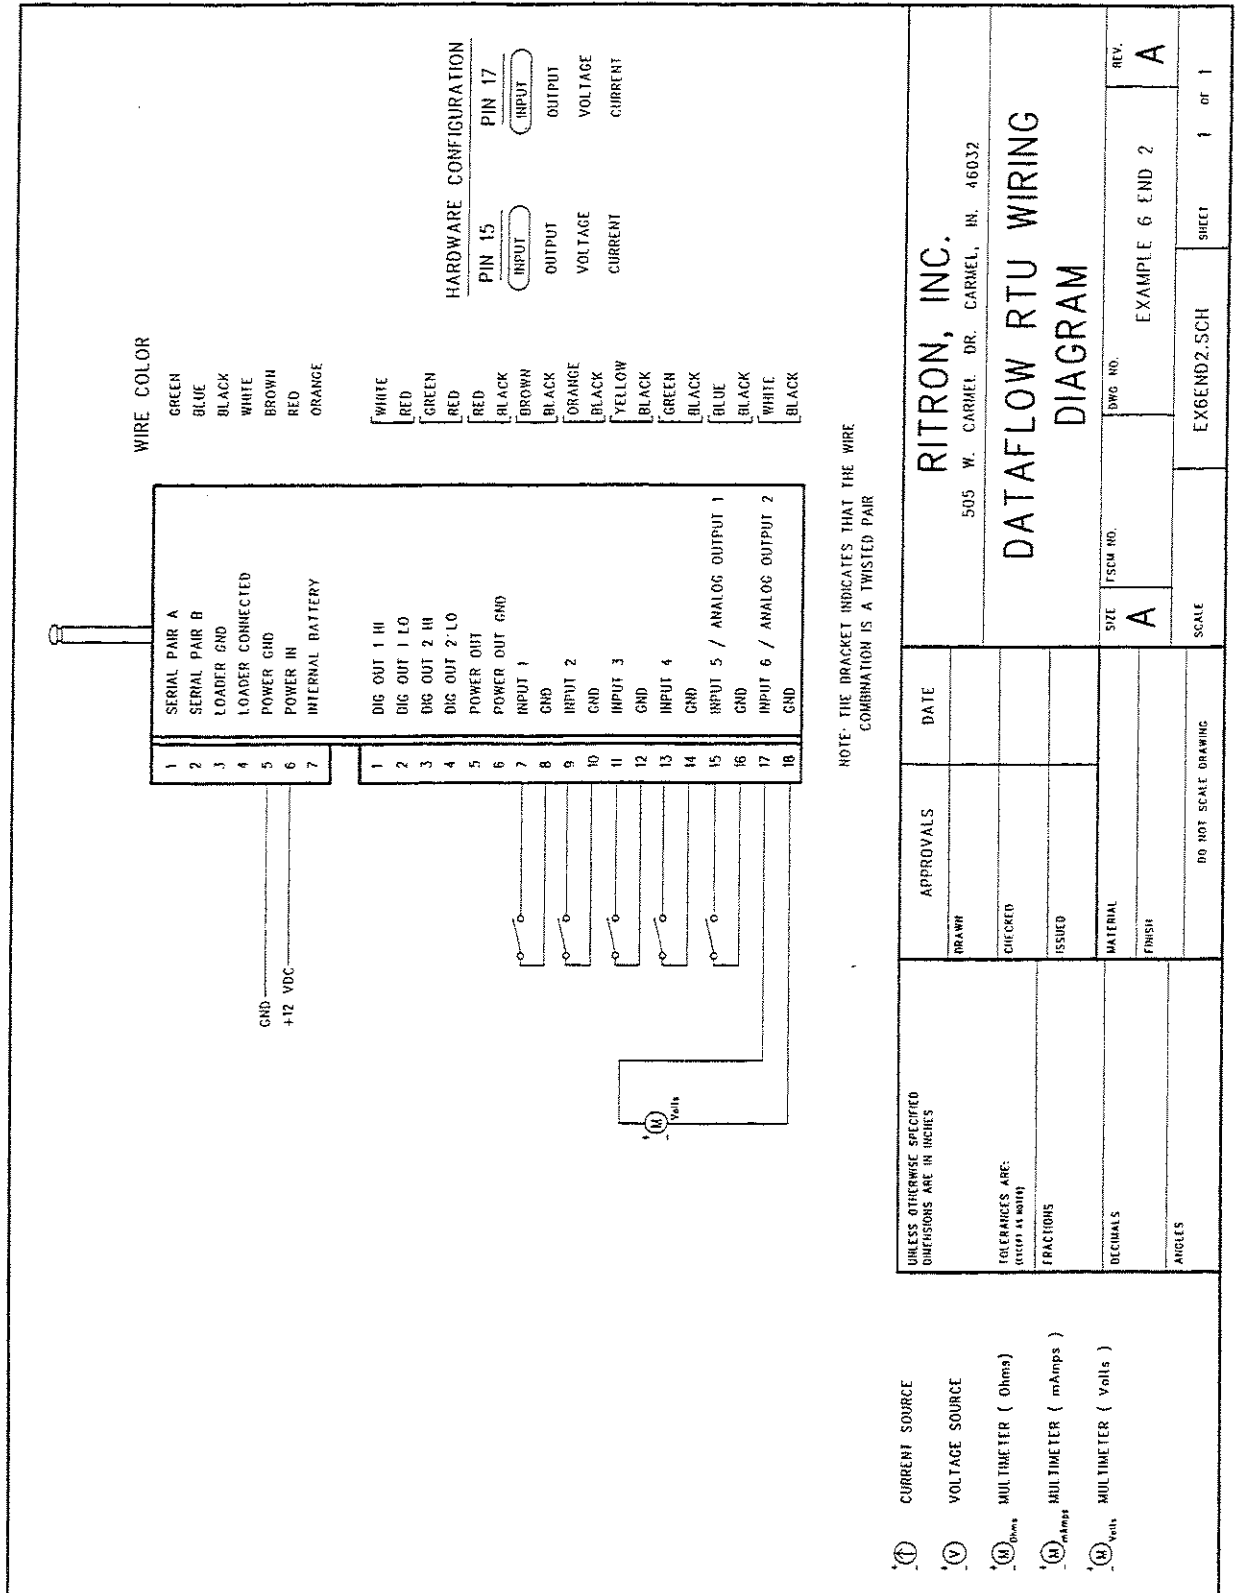 WIRE COLOR
1 SERIAL PAIR A GREEN
2 SERIAL PAIR B BLUE
3 LOADER GND BLACK
4 LOADER CONNECTED WHITE
5 POWER GND BROWN
6 POWER IN RED
7 INTERNAL BATTERY ORANGE
GND
+12 VDC
1 DIG OUT 1 HI WHITE
2 DIG OUT 1 LO RED
3 DIG OUT 2 HI GREEN
4 DIG OUT 2 LO RED
5 POWER OUT RED
6 POWER OUT GND BLACK
7 INPUT 1 BROWN
8 GND BLACK
9 INPUT 2 ORANGE
10 GND BLACK
11 INPUT 3 YELLOW
12 GND BLACK
13 INPUT 4 GREEN
14 GND BLACK
15 INPUT 5 / ANALOG OUTPUT 1 BLUE
16 GND BLACK
17 INPUT 6 / ANALOG OUTPUT 2 WHITE
18 GND BLACK
+ M - Volts
HARDWARE CONFIGURATION
PIN 15 PIN 17
INPUT INPUT
OUTPUT OUTPUT
VOLTAGE VOLTAGE
CURRENT CURRENT
NOTE: THE BRACKET INDICATES THAT THE WIRE
COMBINATION IS A TWISTED PAIR
+ - CURRENT SOURCE
+ V - VOLTAGE SOURCE
+ M - Ohms MULTIMETER ( Ohms)
+ M - mAmps MULTIMETER ( mAmps )
+ M - Volts MULTIMETER ( Volts )
UNLESS OTHERWISE SPECIFIED
DIMENSIONS ARE IN INCHES
TOLERANCES ARE:
(EXCEPT AS NOTED)
FRACTIONS
DECIMALS
ANGLES
APPROVALS DATE
DRAWN
CHECKED
ISSUED
MATERIAL
FINISH
DO NOT SCALE DRAWING
RITRON, INC.
505 W. CARMEL DR. CARMEL, IN. 46032
DATAFLOW RTU WIRING
DIAGRAM
SIZE A
FSCM NO.
DWG NO. EXAMPLE 6 END 2
REV. A
SCALE
EX6END2.SCH
SHEET 1 OF 1